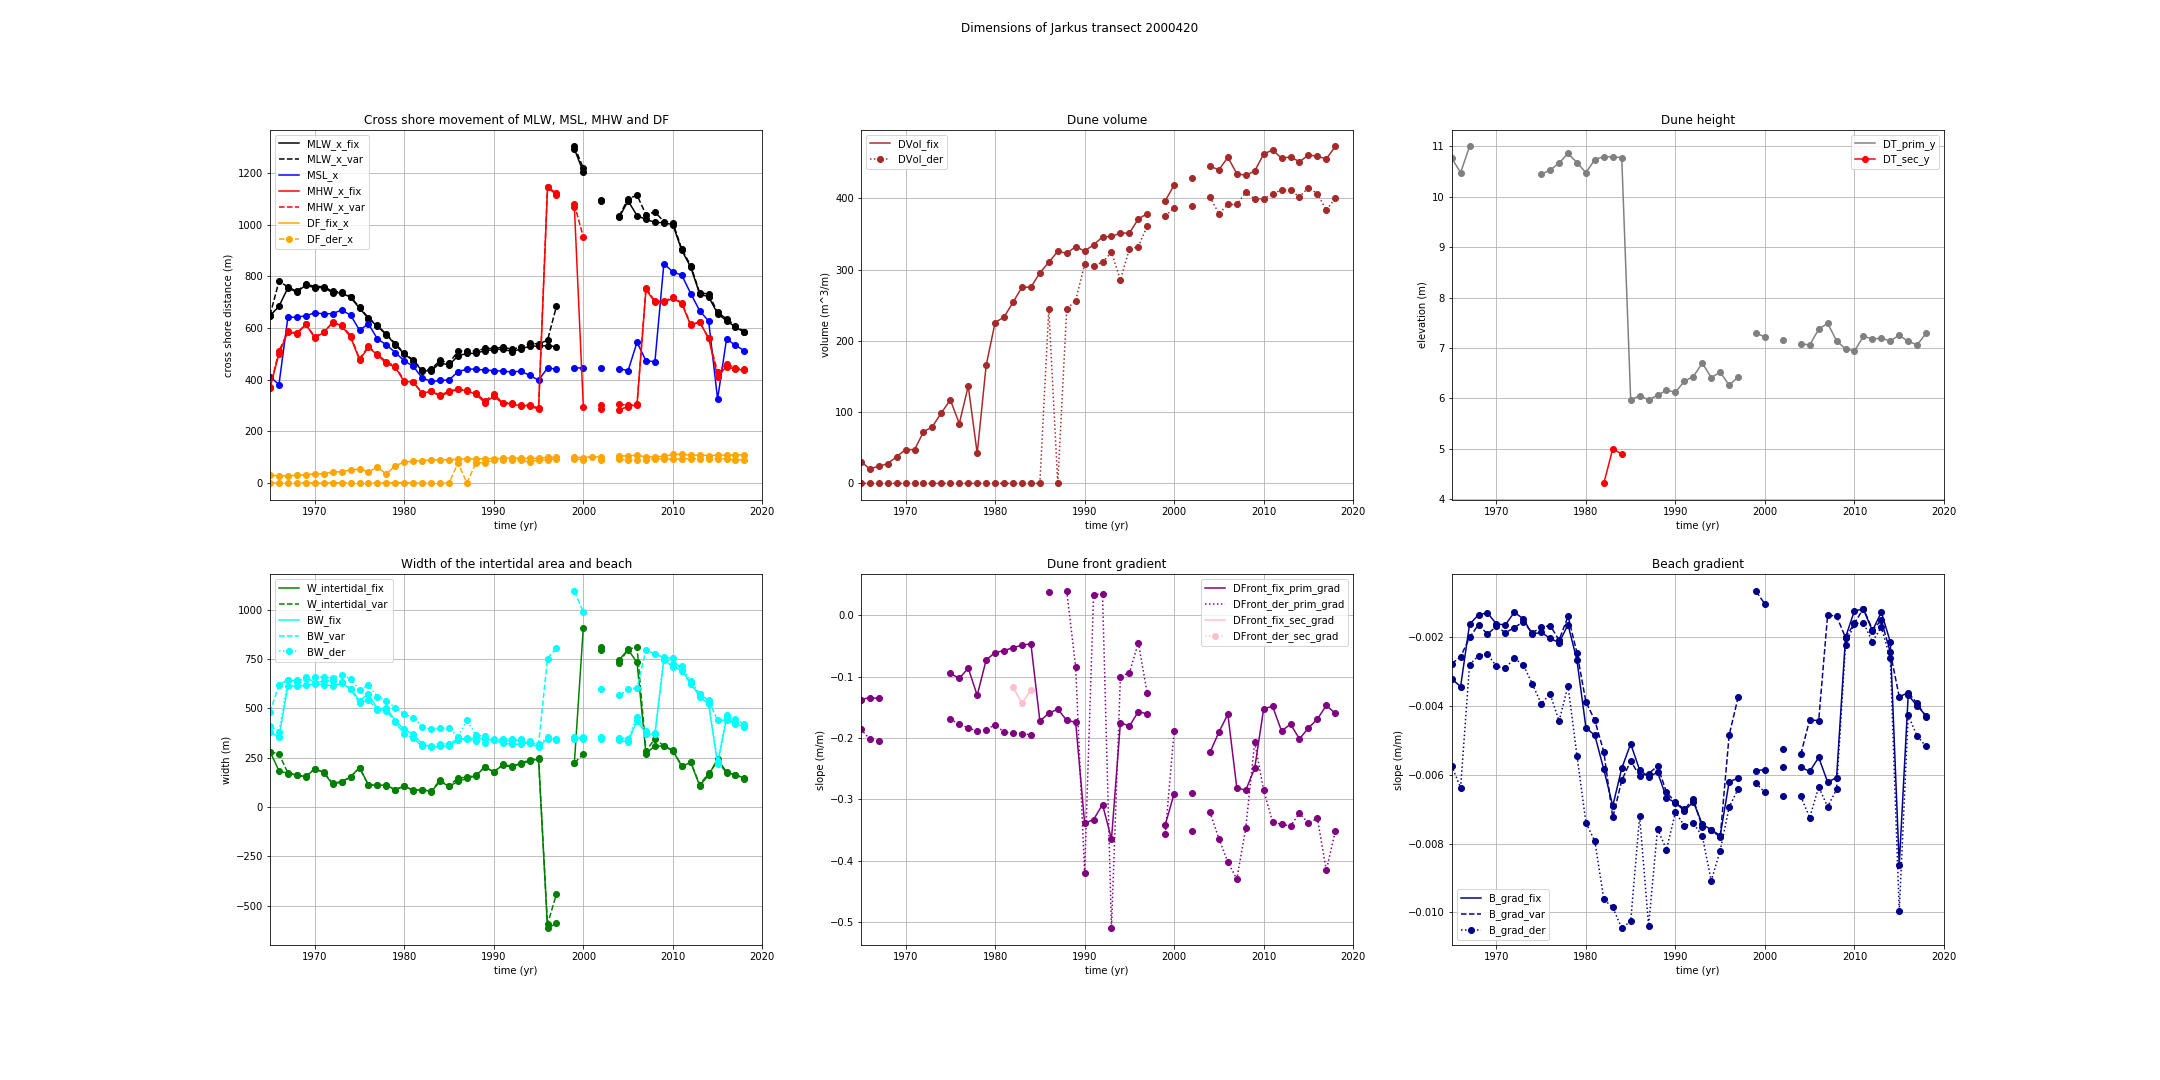 Dimensions of Jarkus transect 2000420
Cross shore movement of MLW, MSL, MHW and DF
MLW_x_fix
MLW_x_var
MSL_x
MHW_x_fix
MHW_x_var
DF_fix_x
DF_der_x
cross shore distance (m)
1200
1000
800
600
400
200
0
1970 1980 1990 2000 2010 2020
time (yr)
Dune volume
DVol_fix
DVol_der
volume (m^3/m)
400
300
200
100
0
1970 1980 1990 2000 2010 2020
time (yr)
Dune height
DT_prim_y
DT_sec_y
elevation (m)
11
10
9
8
7
6
5
4
1970 1980 1990 2000 2010 2020
time (yr)
Width of the intertidal area and beach
W_intertidal_fix
W_intertidal_var
BW_fix
BW_var
BW_der
width (m)
1000
750
500
250
0
−250
−500
1970 1980 1990 2000 2010 2020
time (yr)
Dune front gradient
DFront_fix_prim_grad
DFront_der_prim_grad
DFront_fix_sec_grad
DFront_der_sec_grad
slope (m/m)
0.0
−0.1
−0.2
−0.3
−0.4
−0.5
1970 1980 1990 2000 2010 2020
time (yr)
Beach gradient
B_grad_fix
B_grad_var
B_grad_der
slope (m/m)
−0.002
−0.004
−0.006
−0.008
−0.010
1970 1980 1990 2000 2010 2020
time (yr)